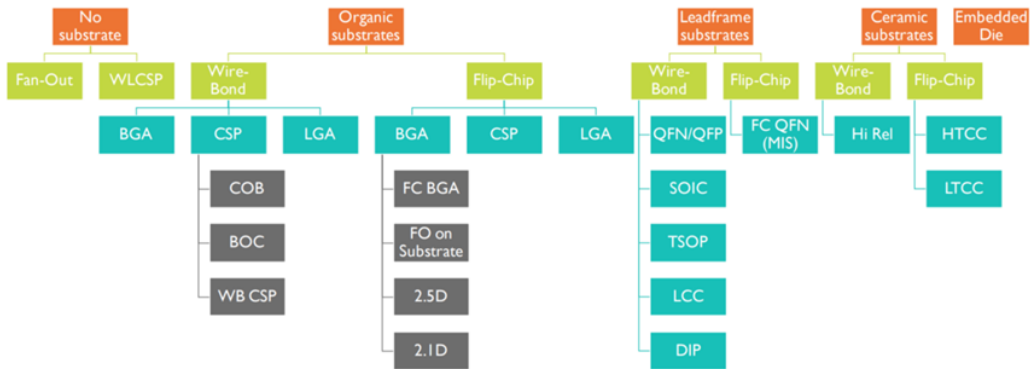 No
substrate
Organic
substrates
Leadframe
substrates
Ceramic
substrates
Embedded
Die
Fan-Out
WLCSP
Wire-
Bond
Flip-Chip
Wire-
Bond
Flip-Chip
Wire-
Bond
Flip-Chip
BGA
CSP
LGA
BGA
CSP
LGA
QFN/QFP
FC QFN
(MIS)
Hi Rel
HTCC
COB
FC BGA
SOIC
LTCC
BOC
FO on
Substrate
TSOP
WB CSP
2.5D
LCC
2.1D
DIP